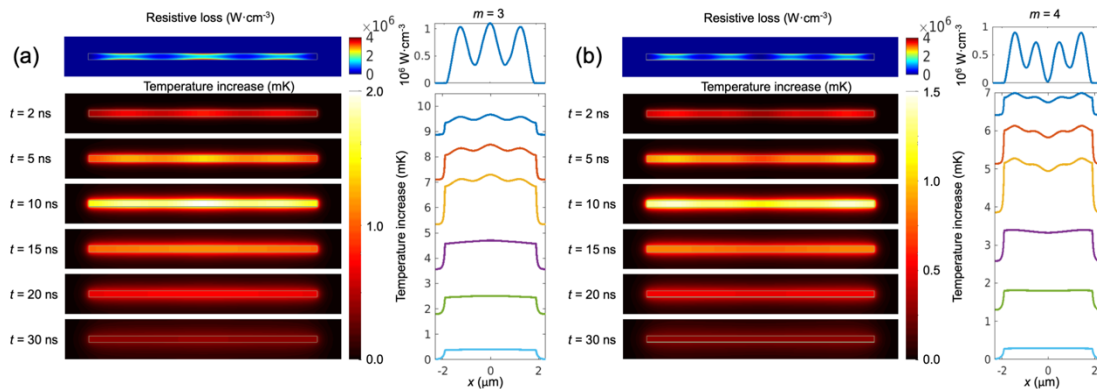 Resistive loss (W·cm⁻³)
×10⁶
m = 3
(a)
4
2
0
10⁶ W·cm⁻³
1.0
0.5
0
Temperature increase (mK)
t = 2 ns
t = 5 ns
t = 10 ns
t = 15 ns
t = 20 ns
t = 30 ns
2.0
1.0
0.0
Temperature increase (mK)
10
9
8
7
6
5
4
3
2
1
0
-2
0
2
x (μm)
Resistive loss (W·cm⁻³)
×10⁶
m = 4
(b)
4
2
0
10⁶ W·cm⁻³
1.0
0.5
0
Temperature increase (mK)
t = 2 ns
t = 5 ns
t = 10 ns
t = 15 ns
t = 20 ns
t = 30 ns
1.5
1.0
0.5
0.0
Temperature increase (mK)
7
6
5
4
3
2
1
0
-2
0
2
x (μm)